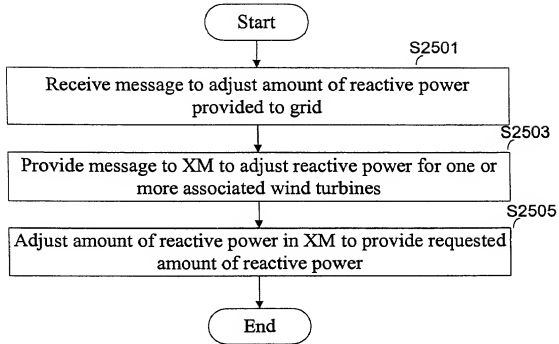 Start
S2501
Receive message to adjust amount of reactive power
provided to grid
S2503
Provide message to XM to adjust reactive power for one or
more associated wind turbines
S2505
Adjust amount of reactive power in XM to provide requested
amount of reactive power
End